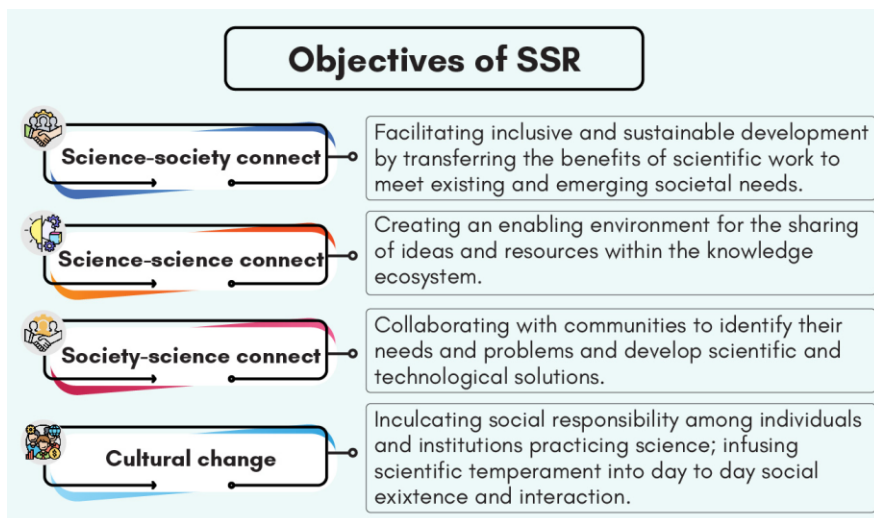 Objectives of SSR
Science-society connect
Facilitating inclusive and sustainable development
by transferring the benefits of scientific work to
meet existing and emerging societal needs.
Science-science connect
Creating an enabling environment for the sharing
of ideas and resources within the knowledge
ecosystem.
Society-science connect
Collaborating with communities to identify their
needs and problems and develop scientific and
technological solutions.
Cultural change
Inculcating social responsibility among individuals
and institutions practicing science; infusing
scientific temperament into day to day social
exixtence and interaction.